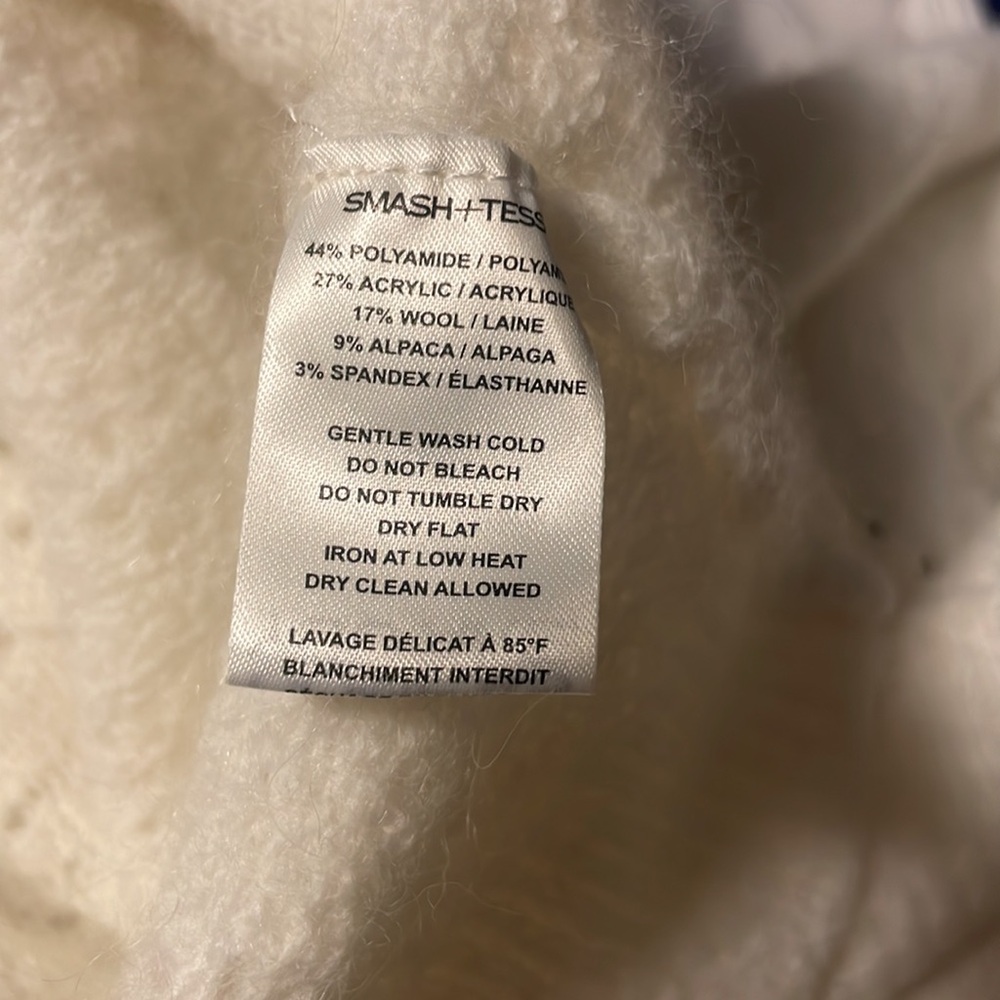 SMASH+TESS
44% POLYAMIDE /
27% ACRYLIC / ACRYLIQUE
17% WOOL / LAINE
9% ALPACA / ALPAGA
3% SPANDEX / ÉLASTHANNE
GENTLE WASH COLD
DO NOT BLEACH
DO NOT TUMBLE DRY
DRY FLAT
IRON AT LOW HEAT
DRY CLEAN ALLOWED
LAVAGE DÉLICAT À 85°F
BLANCHIMENT INTERDIT